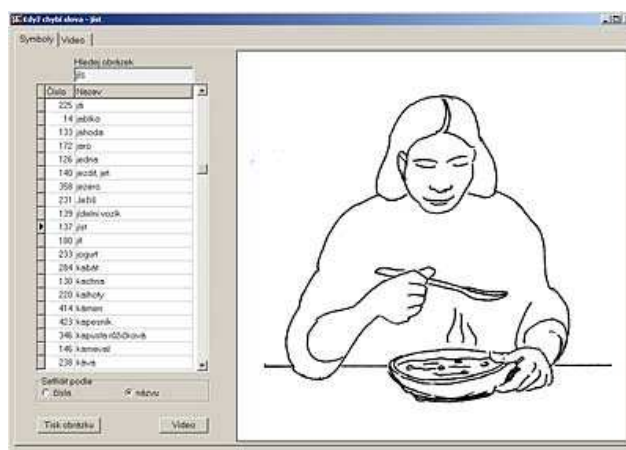 Když chybí slova - jíst
Symboly Video
Hledej obrázek
jís
Číslo Název
225 já
14 jablko
133 jahoda
172 jaro
126 jedna
140 jezdit, jet
358 jezero
231 Ježíš
139 jídelní vozík
137 jíst
180 jít
233 jogurt
284 kabát
130 kachna
220 kalhoty
414 kámen
423 kapesník
346 kapusta růžičková
146 karneval
238 káva
Setřídit podle
čísla názvu
Tisk obrázku Video